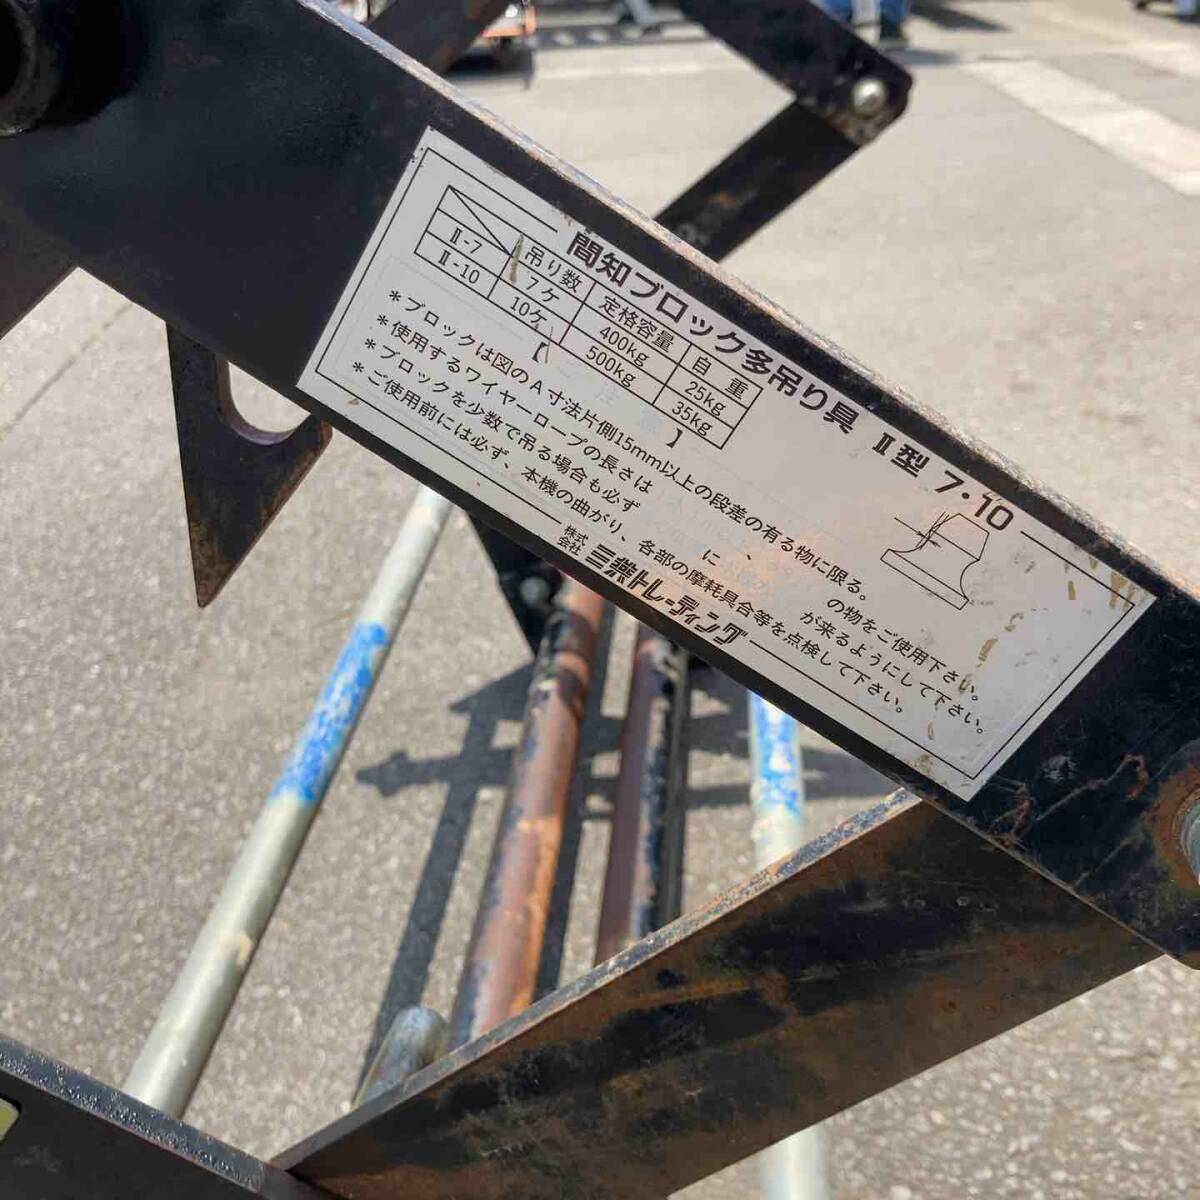 間知ブロック多吊り具 Ⅱ型 7・10
吊り数 定格容量 自重
Ⅱ-7 7ケ 400kg 25kg
Ⅱ-10 10ケ 500kg 35kg
【 】
*ブロックは図のA寸法片側15mm以上の段差の有る物に限る。
*使用するワイヤーロープの長さは の物をご使用下さい。
*ブロックを少数で吊る場合も必ず に が来るようにして下さい。
*ご使用前には必ず、本機の曲がり、各部の摩耗具合等を点検して下さい。
株式会社 三燕トレーディング